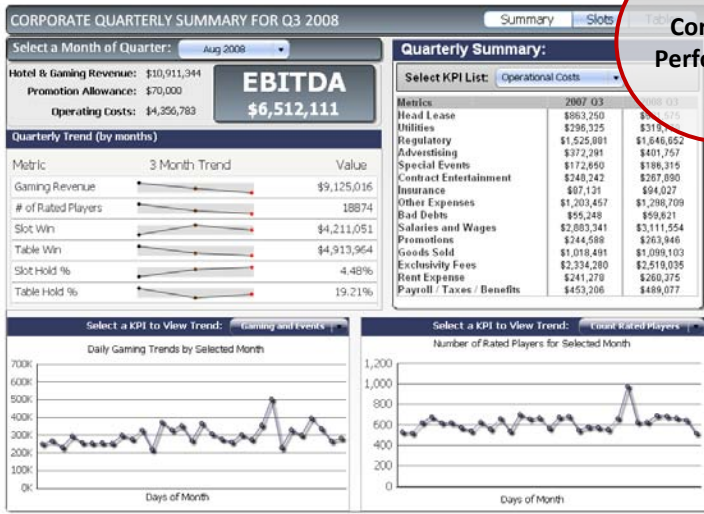 CORPORATE QUARTERLY SUMMARY FOR Q3 2008
Summary Slots
Select a Month of Quarter: Aug 2008
Hotel & Gaming Revenue: $10,911,344
Promotion Allowance: $70,000
Operating Costs: $4,356,783
EBITDA
$6,512,111
Quarterly Trend (by months)
Metric 3 Month Trend Value
Gaming Revenue $9,125,016
# of Rated Players 18874
Slot Win $4,211,051
Table Win $4,913,964
Slot Hold % 4.48%
Table Hold % 19.21%
Quarterly Summary:
Select KPI List: Operational Costs
Metrics 2007 Q3
Head Lease $863,250
Utilities $296,325
Regulatory $1,525,881 $1,646,652
Adverstising $372,291 $401,757
Special Events $172,650 $186,315
Contract Entertainment $248,242 $267,890
Insurance $87,131 $94,027
Other Expenses $1,203,457 $1,298,709
Bad Debts $55,248 $59,621
Salaries and Wages $2,883,341 $3,111,554
Promotions $244,588 $263,946
Goods Sold $1,018,491 $1,099,103
Exclusivity Fees $2,334,280 $2,519,035
Rent Expense $241,278 $260,375
Payroll / Taxes / Benefits $453,206 $489,077
Select a KPI to View Trend: Gaming and Events
Daily Gaming Trends by Selected Month
700K
600K
500K
400K
300K
200K
100K
0K
Days of Month
Select a KPI to View Trend: Count Rated Players
Number of Rated Players for Selected Month
1,200
1,000
800
600
400
200
0
Days of Month